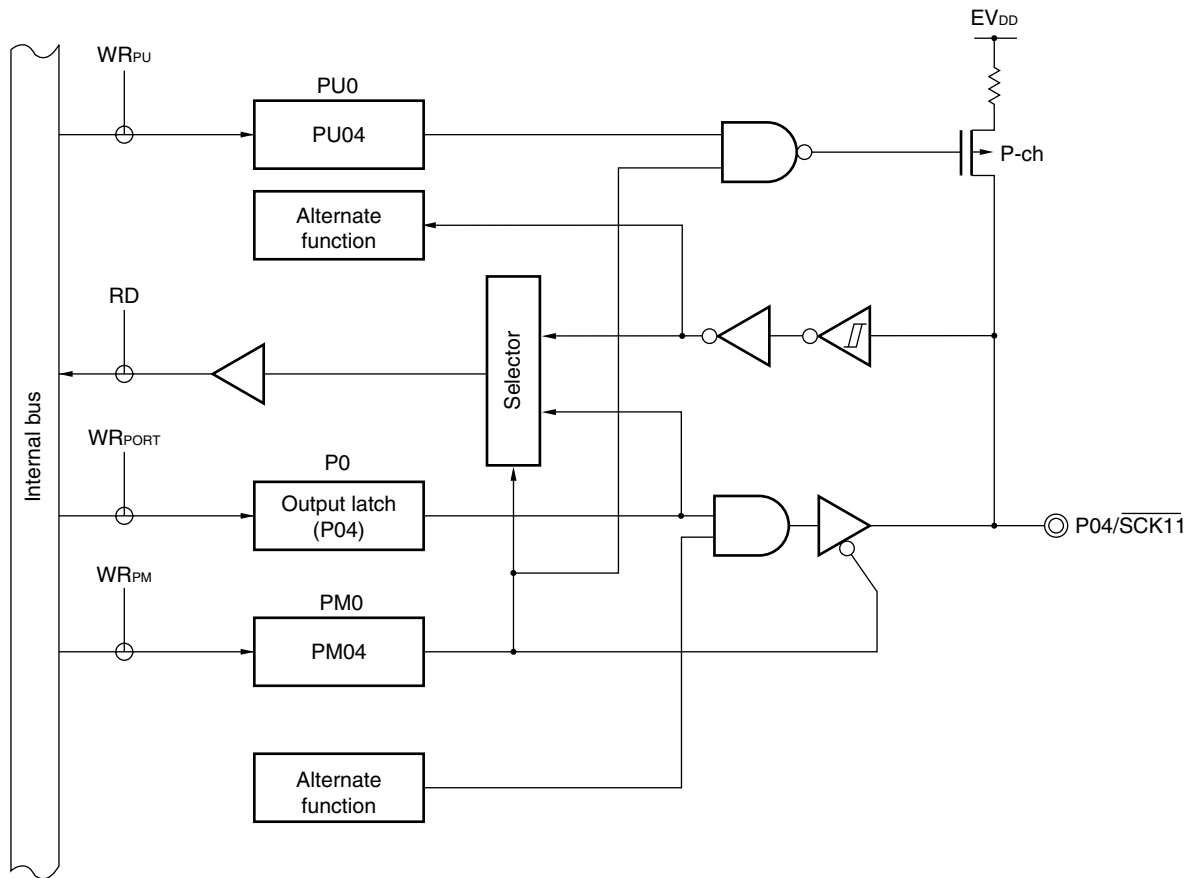 EVDD
WRPU
PU0
PU04
P-ch
Alternate
function
RD
Selector
Internal bus
WRPORT
P0
Output latch
(P04)
P04/SCK11
WRPM
PM0
PM04
Alternate
function